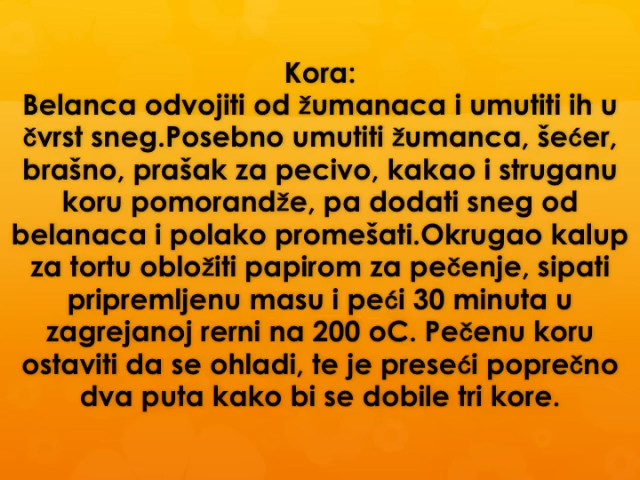 Kora:
Belanca odvojiti od žumanaca i umutiti ih u
čvrst sneg.Posebno umutiti žumanca, šećer,
brašno, prašak za pecivo, kakao i struganu
koru pomorandže, pa dodati sneg od
belanaca i polako promešati.Okrugao kalup
za tortu obložiti papirom za pečenje, sipati
pripremljenu masu i peći 30 minuta u
zagrejanoj rerni na 200 oC. Pečenu koru
ostaviti da se ohladi, te je preseći poprečno
dva puta kako bi se dobile tri kore.